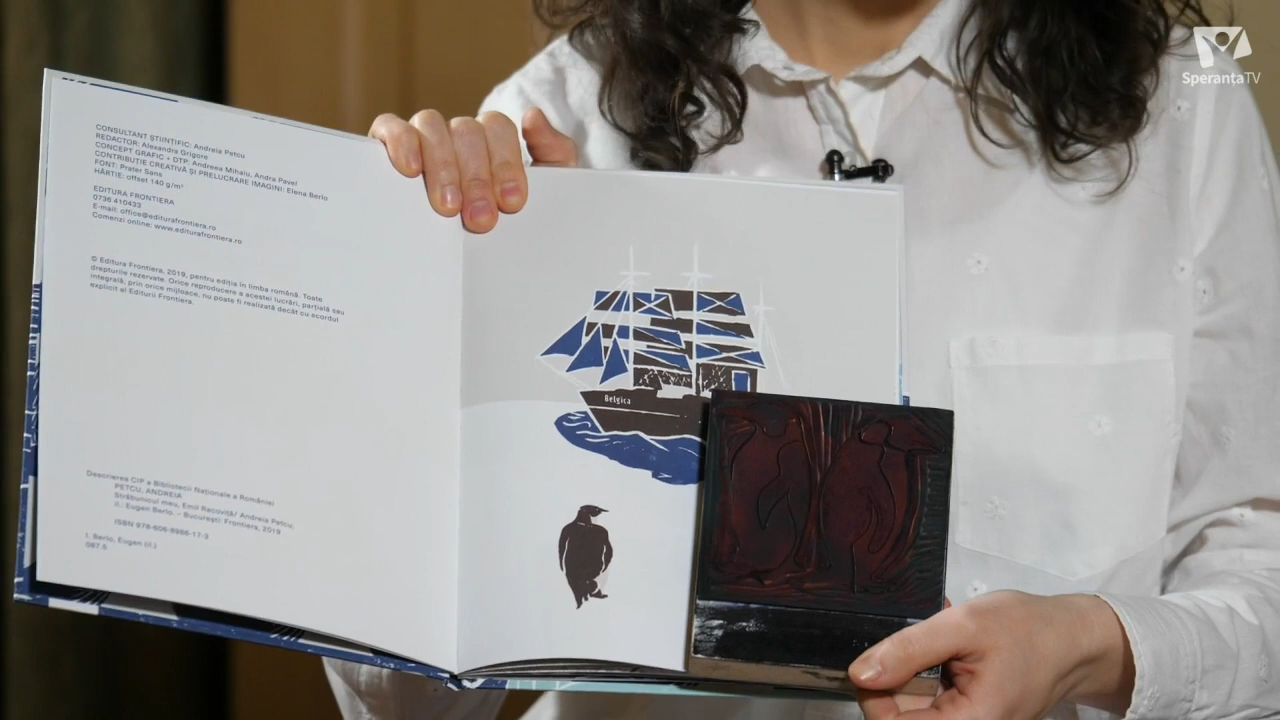 CONSULTANT ȘTIINȚIFIC: Andreia Petcu
REDACTOR: Alexandra Grigore
CONCEPT GRAFIC + DTP: Andreea Mihaiu, Andra Pavel
CONTRIBUȚIE CREATIVĂ ȘI PRELUCRARE IMAGINI: Elena Berlo
FONT: Prater Sans
HÂRTIE: offset 140 g/m²
EDITURA FRONTIERA
0736 410433
E-mail: office@editurafrontiera.ro
Comenzi online: www.editurafrontiera.ro
© Editura Frontiera, 2019, pentru ediția în limba română. Toate
drepturile rezervate. Orice reproducere a acestei lucrări, parțială sau
integrală, prin orice mijloace, nu poate fi realizată decât cu acordul
explicit al Editurii Frontiera.
Descrierea CIP a Bibliotecii Naționale a României
PETCU, ANDREIA
Străbunicul meu, Emil Racoviță/ Andreia Petcu;
il.: Eugen Berlo. – București: Frontiera, 2019
ISBN 978-606-8986-17-3
I. Berlo, Eugen (il.)
087.5
Belgica
Speranța TV